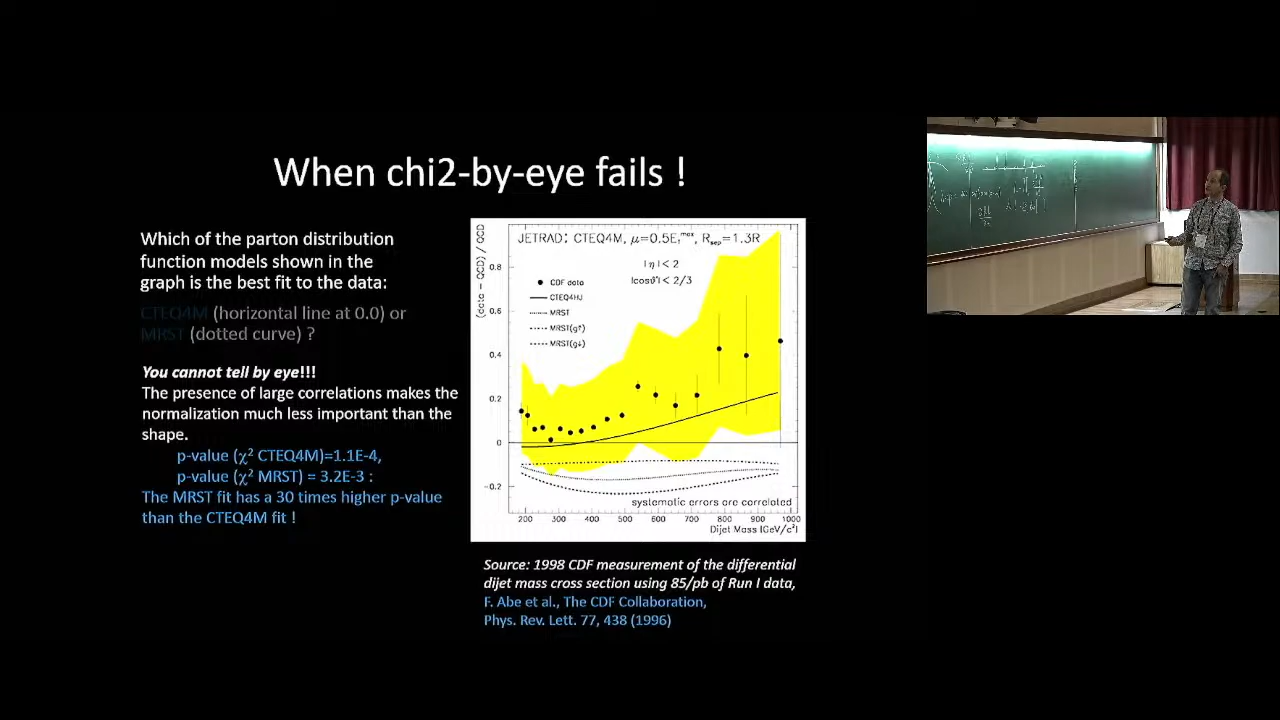 When chi2-by-eye fails !
Which of the parton distribution
function models shown in the
graph is the best fit to the data:
CTEQ4M (horizontal line at 0.0) or
MRST (dotted curve) ?
You cannot tell by eye!!!
The presence of large correlations makes the
normalization much less important than the
shape.
p-value (χ² CTEQ4M)=1.1E-4,
p-value (χ² MRST) = 3.2E-3 :
The MRST fit has a 30 times higher p-value
than the CTEQ4M fit !
(data - QCD) / QCD
JETRAD: CTEQ4M, μ=0.5Eₜᵐᵃˣ, Rsep=1.3R
|η|< 2
|cosθ*|< 2/3
CDF data
CTEQ4HJ
MRST
MRST(g↑)
MRST(g↓)
0.8
0.6
0.4
0.2
0
-0.2
systematic errors are correlated
200 300 400 500 600 700 800 900 1000
Dijet Mass [GeV/c²]
Source: 1998 CDF measurement of the differential
dijet mass cross section using 85/pb of Run I data,
F. Abe et al., The CDF Collaboration,
Phys. Rev. Lett. 77, 438 (1996)